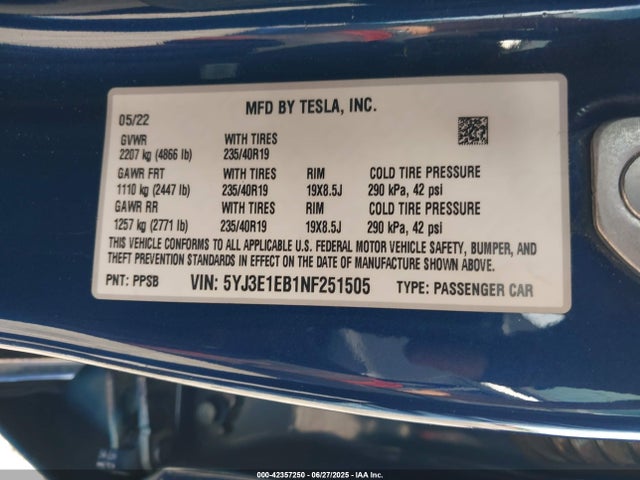 05/22 MFD BY TESLA, INC.
GVWR WITH TIRES
2207 kg (4866 lb) 235/40R19
GAWR FRT WITH TIRES RIM COLD TIRE PRESSURE
1110 kg (2447 lb) 235/40R19 19X8.5J 290 kPa, 42 psi
GAWR RR WITH TIRES RIM COLD TIRE PRESSURE
1257 kg (2771 lb) 235/40R19 19X8.5J 290 kPa, 42 psi
THIS VEHICLE CONFORMS TO ALL APPLICABLE U.S. FEDERAL MOTOR VEHICLE SAFETY, BUMPER, AND
THEFT PREVENTION STANDARDS IN EFFECT ON THE DATE OF MANUFACTURE SHOWN ABOVE.
PNT: PPSB VIN: 5YJ3E1EB1NF251505 TYPE: PASSENGER CAR
000-42357250 - 06/27/2025 - IAA Inc.